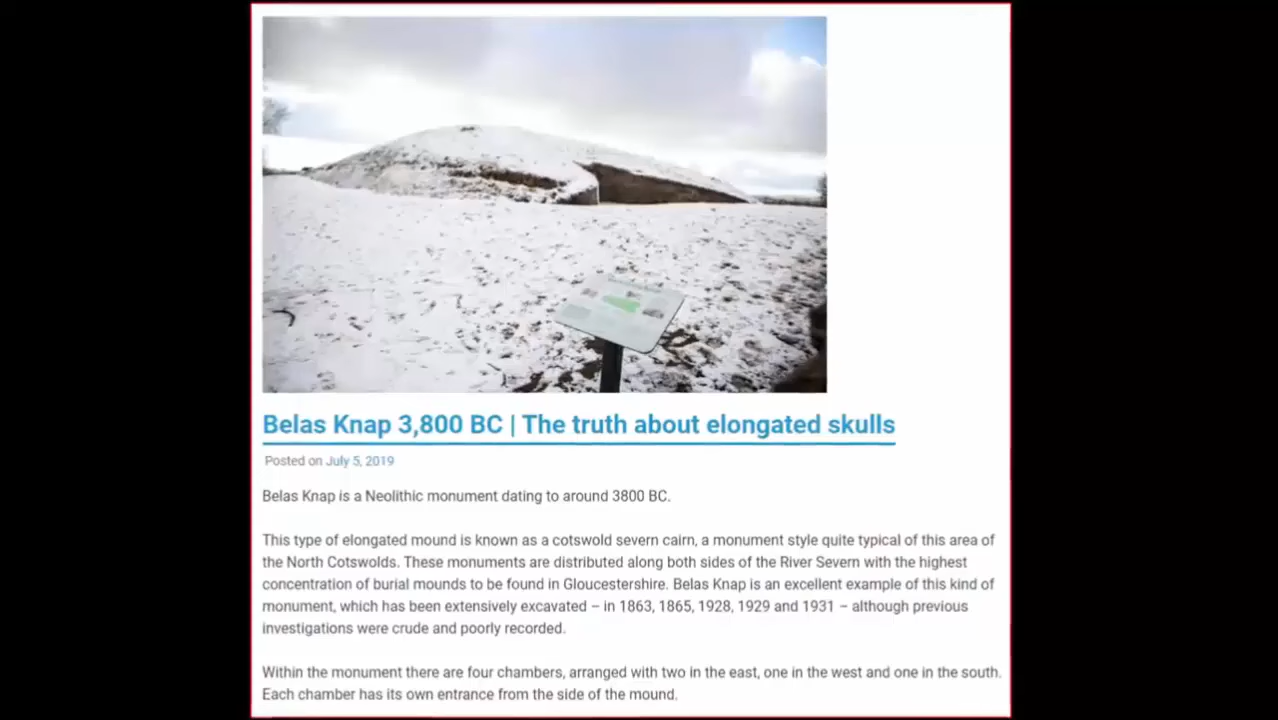 Belas Knap 3,800 BC | The truth about elongated skulls
Posted on July 5, 2019
Belas Knap is a Neolithic monument dating to around 3800 BC.
This type of elongated mound is known as a cotswold severn cairn, a monument style quite typical of this area of
the North Cotswolds. These monuments are distributed along both sides of the River Severn with the highest
concentration of burial mounds to be found in Gloucestershire. Belas Knap is an excellent example of this kind of
monument, which has been extensively excavated – in 1863, 1865, 1928, 1929 and 1931 – although previous
investigations were crude and poorly recorded.
Within the monument there are four chambers, arranged with two in the east, one in the west and one in the south.
Each chamber has its own entrance from the side of the mound.